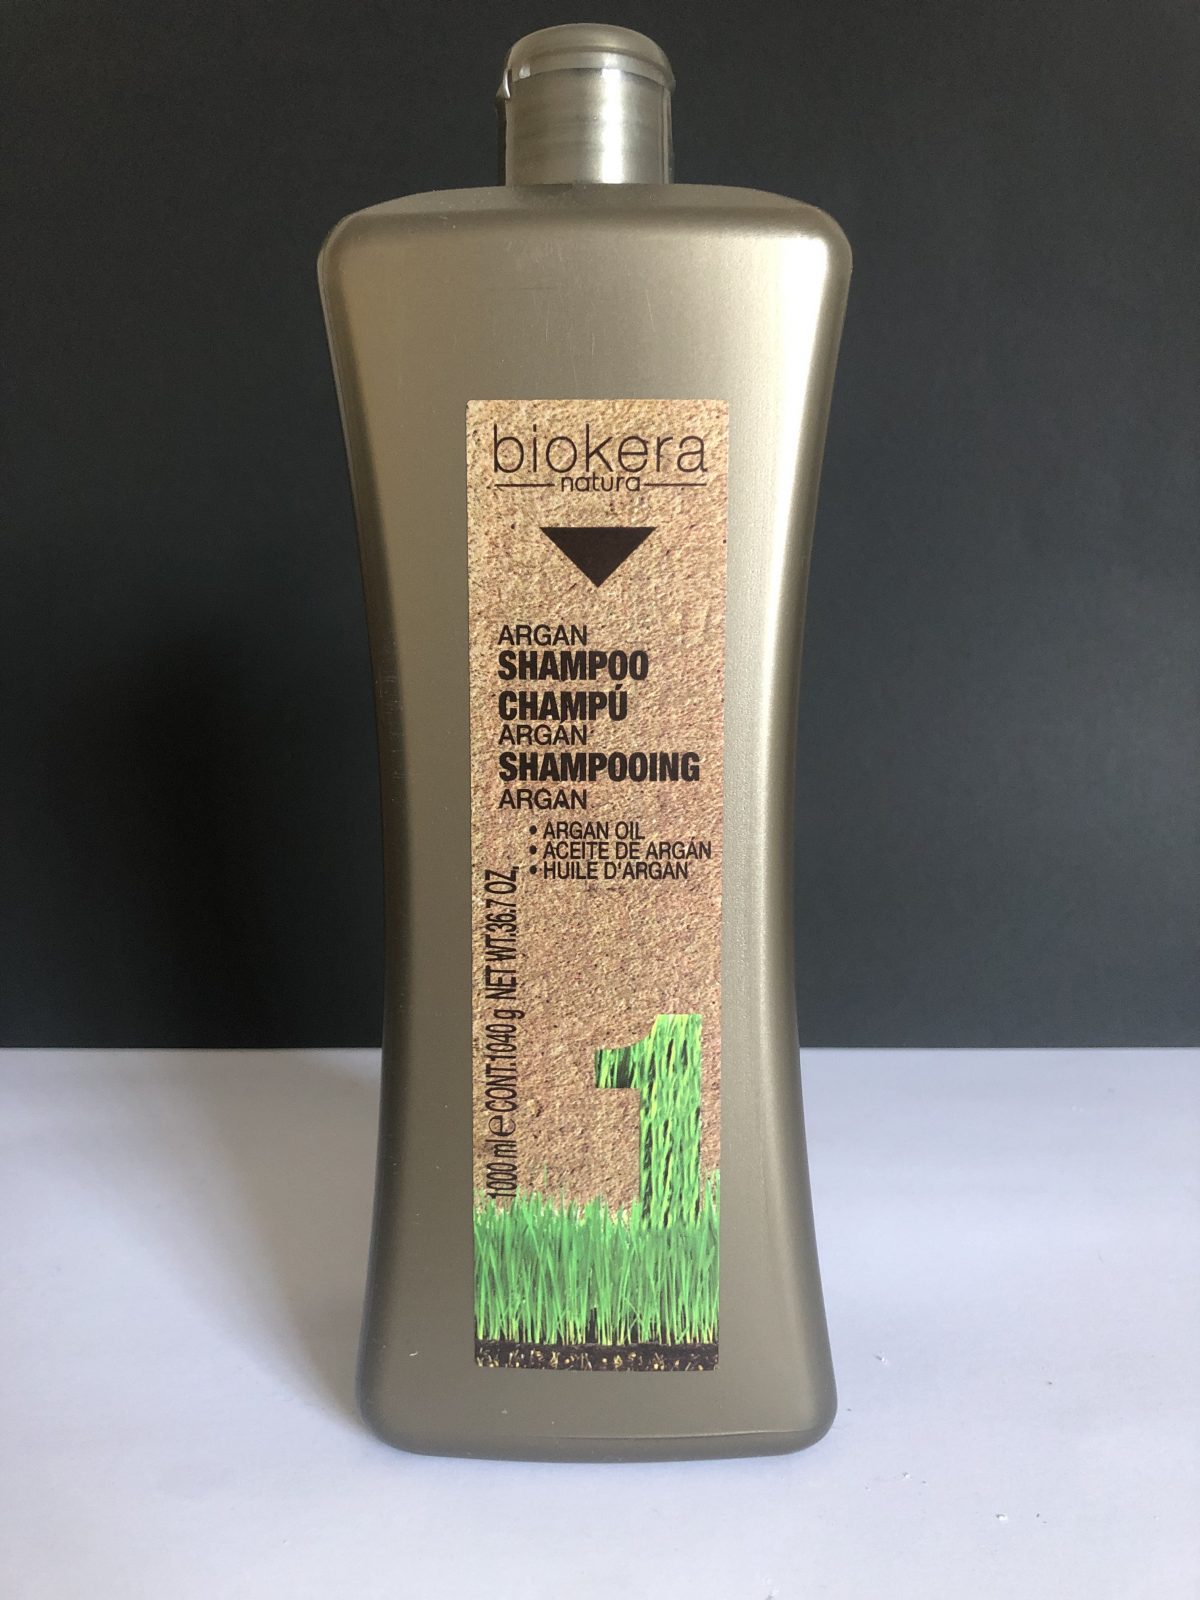 biokera
natura
ARGAN
SHAMPOO
CHAMPÚ
ARGÁN
SHAMPOOING
ARGAN
• ARGAN OIL
• ACEITE DE ARGÁN
• HUILE D'ARGAN
1000 ml ℮ CONT.1040 g NET WT.36.7 OZ.
1